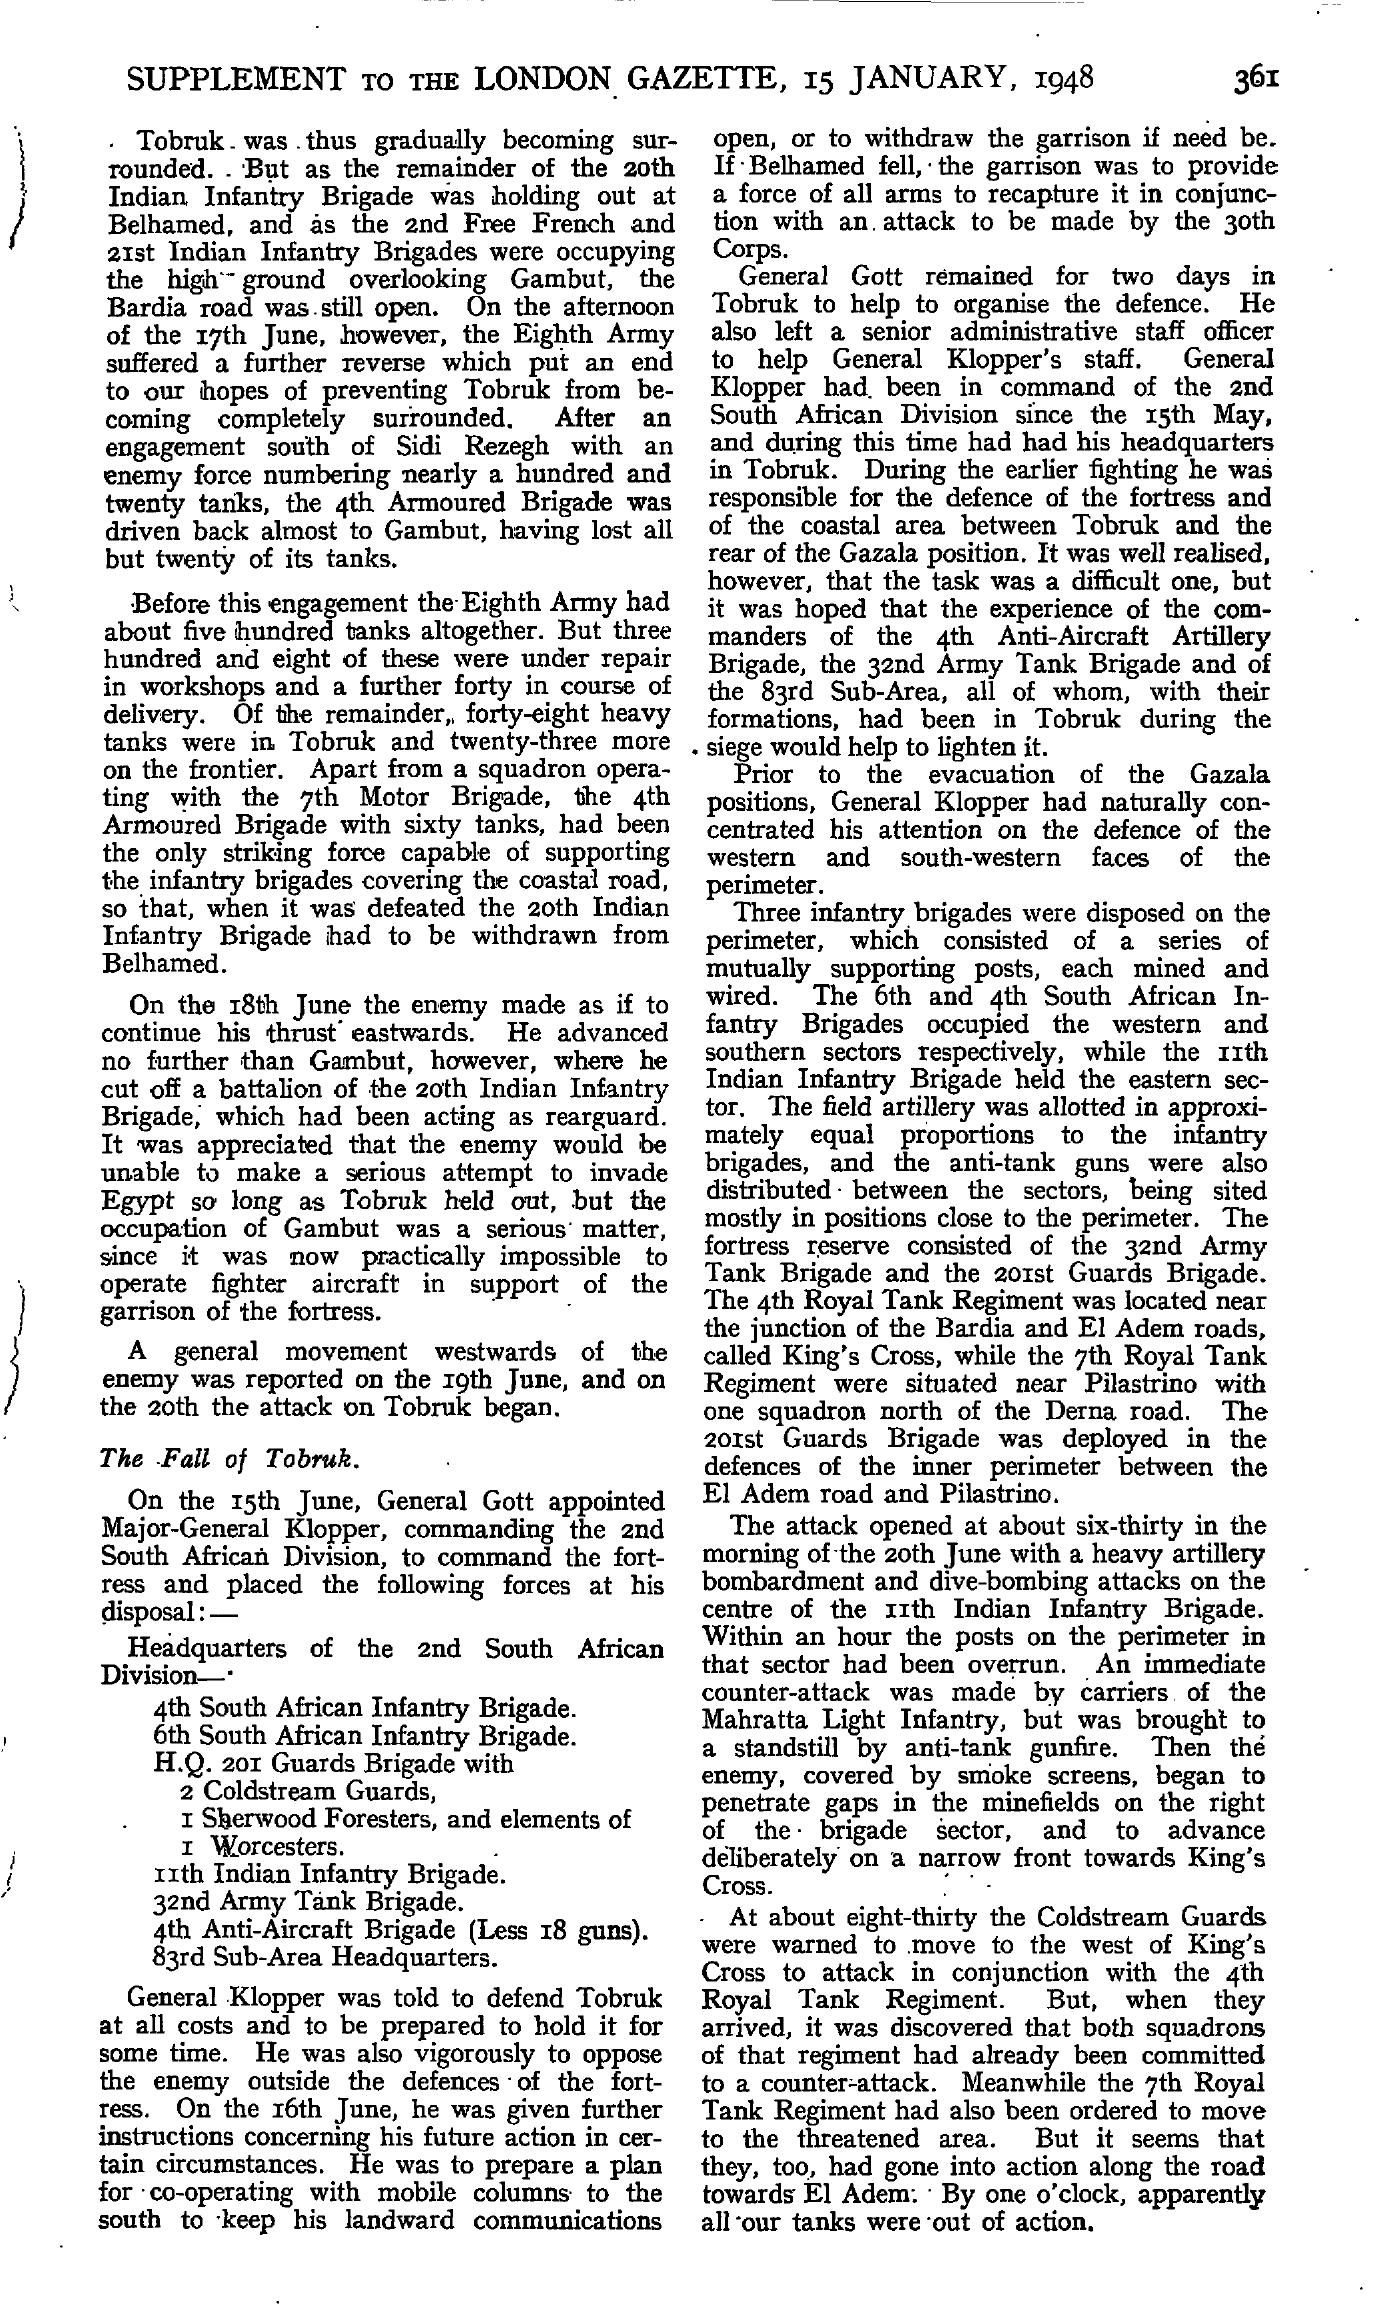 SUPPLEMENT TO THE LONDON GAZETTE, 15 JANUARY, 1948 361
Tobruk was thus gradually becoming sur-
rounded. But as the remainder of the 20th
Indian Infantry Brigade was holding out at
Belhamed, and as the 2nd Free French and
21st Indian Infantry Brigades were occupying
the high ground overlooking Gambut, the
Bardia road was still open. On the afternoon
of the 17th June, however, the Eighth Army
suffered a further reverse which put an end
to our hopes of preventing Tobruk from be-
coming completely surrounded. After an
engagement south of Sidi Rezegh with an
enemy force numbering nearly a hundred and
twenty tanks, the 4th Armoured Brigade was
driven back almost to Gambut, having lost all
but twenty of its tanks.
Before this engagement the Eighth Army had
about five hundred tanks altogether. But three
hundred and eight of these were under repair
in workshops and a further forty in course of
delivery. Of the remainder, forty-eight heavy
tanks were in Tobruk and twenty-three more
on the frontier. Apart from a squadron opera-
ting with the 7th Motor Brigade, the 4th
Armoured Brigade with sixty tanks, had been
the only striking force capable of supporting
the infantry brigades covering the coastal road,
so that, when it was defeated the 20th Indian
Infantry Brigade had to be withdrawn from
Belhamed.
On the 18th June the enemy made as if to
continue his thrust eastwards. He advanced
no further than Gambut, however, where he
cut off a battalion of the 20th Indian Infantry
Brigade, which had been acting as rearguard.
It was appreciated that the enemy would be
unable to make a serious attempt to invade
Egypt so long as Tobruk held out, but the
occupation of Gambut was a serious matter,
since it was now practically impossible to
operate fighter aircraft in support of the
garrison of the fortress.
A general movement westwards of the
enemy was reported on the 19th June, and on
the 20th the attack on Tobruk began.
The Fall of Tobruk.
On the 15th June, General Gott appointed
Major-General Klopper, commanding the 2nd
South African Division, to command the fort-
ress and placed the following forces at his
disposal:—
Headquarters of the 2nd South African
Division—
4th South African Infantry Brigade.
6th South African Infantry Brigade.
H.Q. 201 Guards Brigade with
2 Coldstream Guards,
1 Sherwood Foresters, and elements of
1 Worcesters.
11th Indian Infantry Brigade.
32nd Army Tank Brigade.
4th Anti-Aircraft Brigade (Less 18 guns).
83rd Sub-Area Headquarters.
General Klopper was told to defend Tobruk
at all costs and to be prepared to hold it for
some time. He was also vigorously to oppose
the enemy outside the defences of the fort-
ress. On the 16th June, he was given further
instructions concerning his future action in cer-
tain circumstances. He was to prepare a plan
for co-operating with mobile columns to the
south to keep his landward communications
open, or to withdraw the garrison if need be.
If Belhamed fell, the garrison was to provide
a force of all arms to recapture it in conjunc-
tion with an attack to be made by the 30th
Corps.
General Gott remained for two days in
Tobruk to help to organise the defence. He
also left a senior administrative staff officer
to help General Klopper's staff. General
Klopper had been in command of the 2nd
South African Division since the 15th May,
and during this time had had his headquarters
in Tobruk. During the earlier fighting he was
responsible for the defence of the fortress and
of the coastal area between Tobruk and the
rear of the Gazala position. It was well realised,
however, that the task was a difficult one, but
it was hoped that the experience of the com-
manders of the 4th Anti-Aircraft Artillery
Brigade, the 32nd Army Tank Brigade and of
the 83rd Sub-Area, all of whom, with their
formations, had been in Tobruk during the
siege would help to lighten it.
Prior to the evacuation of the Gazala
positions, General Klopper had naturally con-
centrated his attention on the defence of the
western and south-western faces of the
perimeter.
Three infantry brigades were disposed on the
perimeter, which consisted of a series of
mutually supporting posts, each mined and
wired. The 6th and 4th South African In-
fantry Brigades occupied the western and
southern sectors respectively, while the 11th
Indian Infantry Brigade held the eastern sec-
tor. The field artillery was allotted in approxi-
mately equal proportions to the infantry
brigades, and the anti-tank guns were also
distributed between the sectors, being sited
mostly in positions close to the perimeter. The
fortress reserve consisted of the 32nd Army
Tank Brigade and the 201st Guards Brigade.
The 4th Royal Tank Regiment was located near
the junction of the Bardia and El Adem roads,
called King's Cross, while the 7th Royal Tank
Regiment were situated near Pilastrino with
one squadron north of the Derna road. The
201st Guards Brigade was deployed in the
defences of the inner perimeter between the
El Adem road and Pilastrino.
The attack opened at about six-thirty in the
morning of the 20th June with a heavy artillery
bombardment and dive-bombing attacks on the
centre of the 11th Indian Infantry Brigade.
Within an hour the posts on the perimeter in
that sector had been overrun. An immediate
counter-attack was made by carriers of the
Mahratta Light Infantry, but was brought to
a standstill by anti-tank gunfire. Then the
enemy, covered by smoke screens, began to
penetrate gaps in the minefields on the right
of the brigade sector, and to advance
deliberately on a narrow front towards King's
Cross.
At about eight-thirty the Coldstream Guards
were warned to move to the west of King's
Cross to attack in conjunction with the 4th
Royal Tank Regiment. But, when they
arrived, it was discovered that both squadrons
of that regiment had already been committed
to a counter-attack. Meanwhile the 7th Royal
Tank Regiment had also been ordered to move
to the threatened area. But it seems that
they, too, had gone into action along the road
towards El Adem. By one o'clock, apparently
all our tanks were out of action.